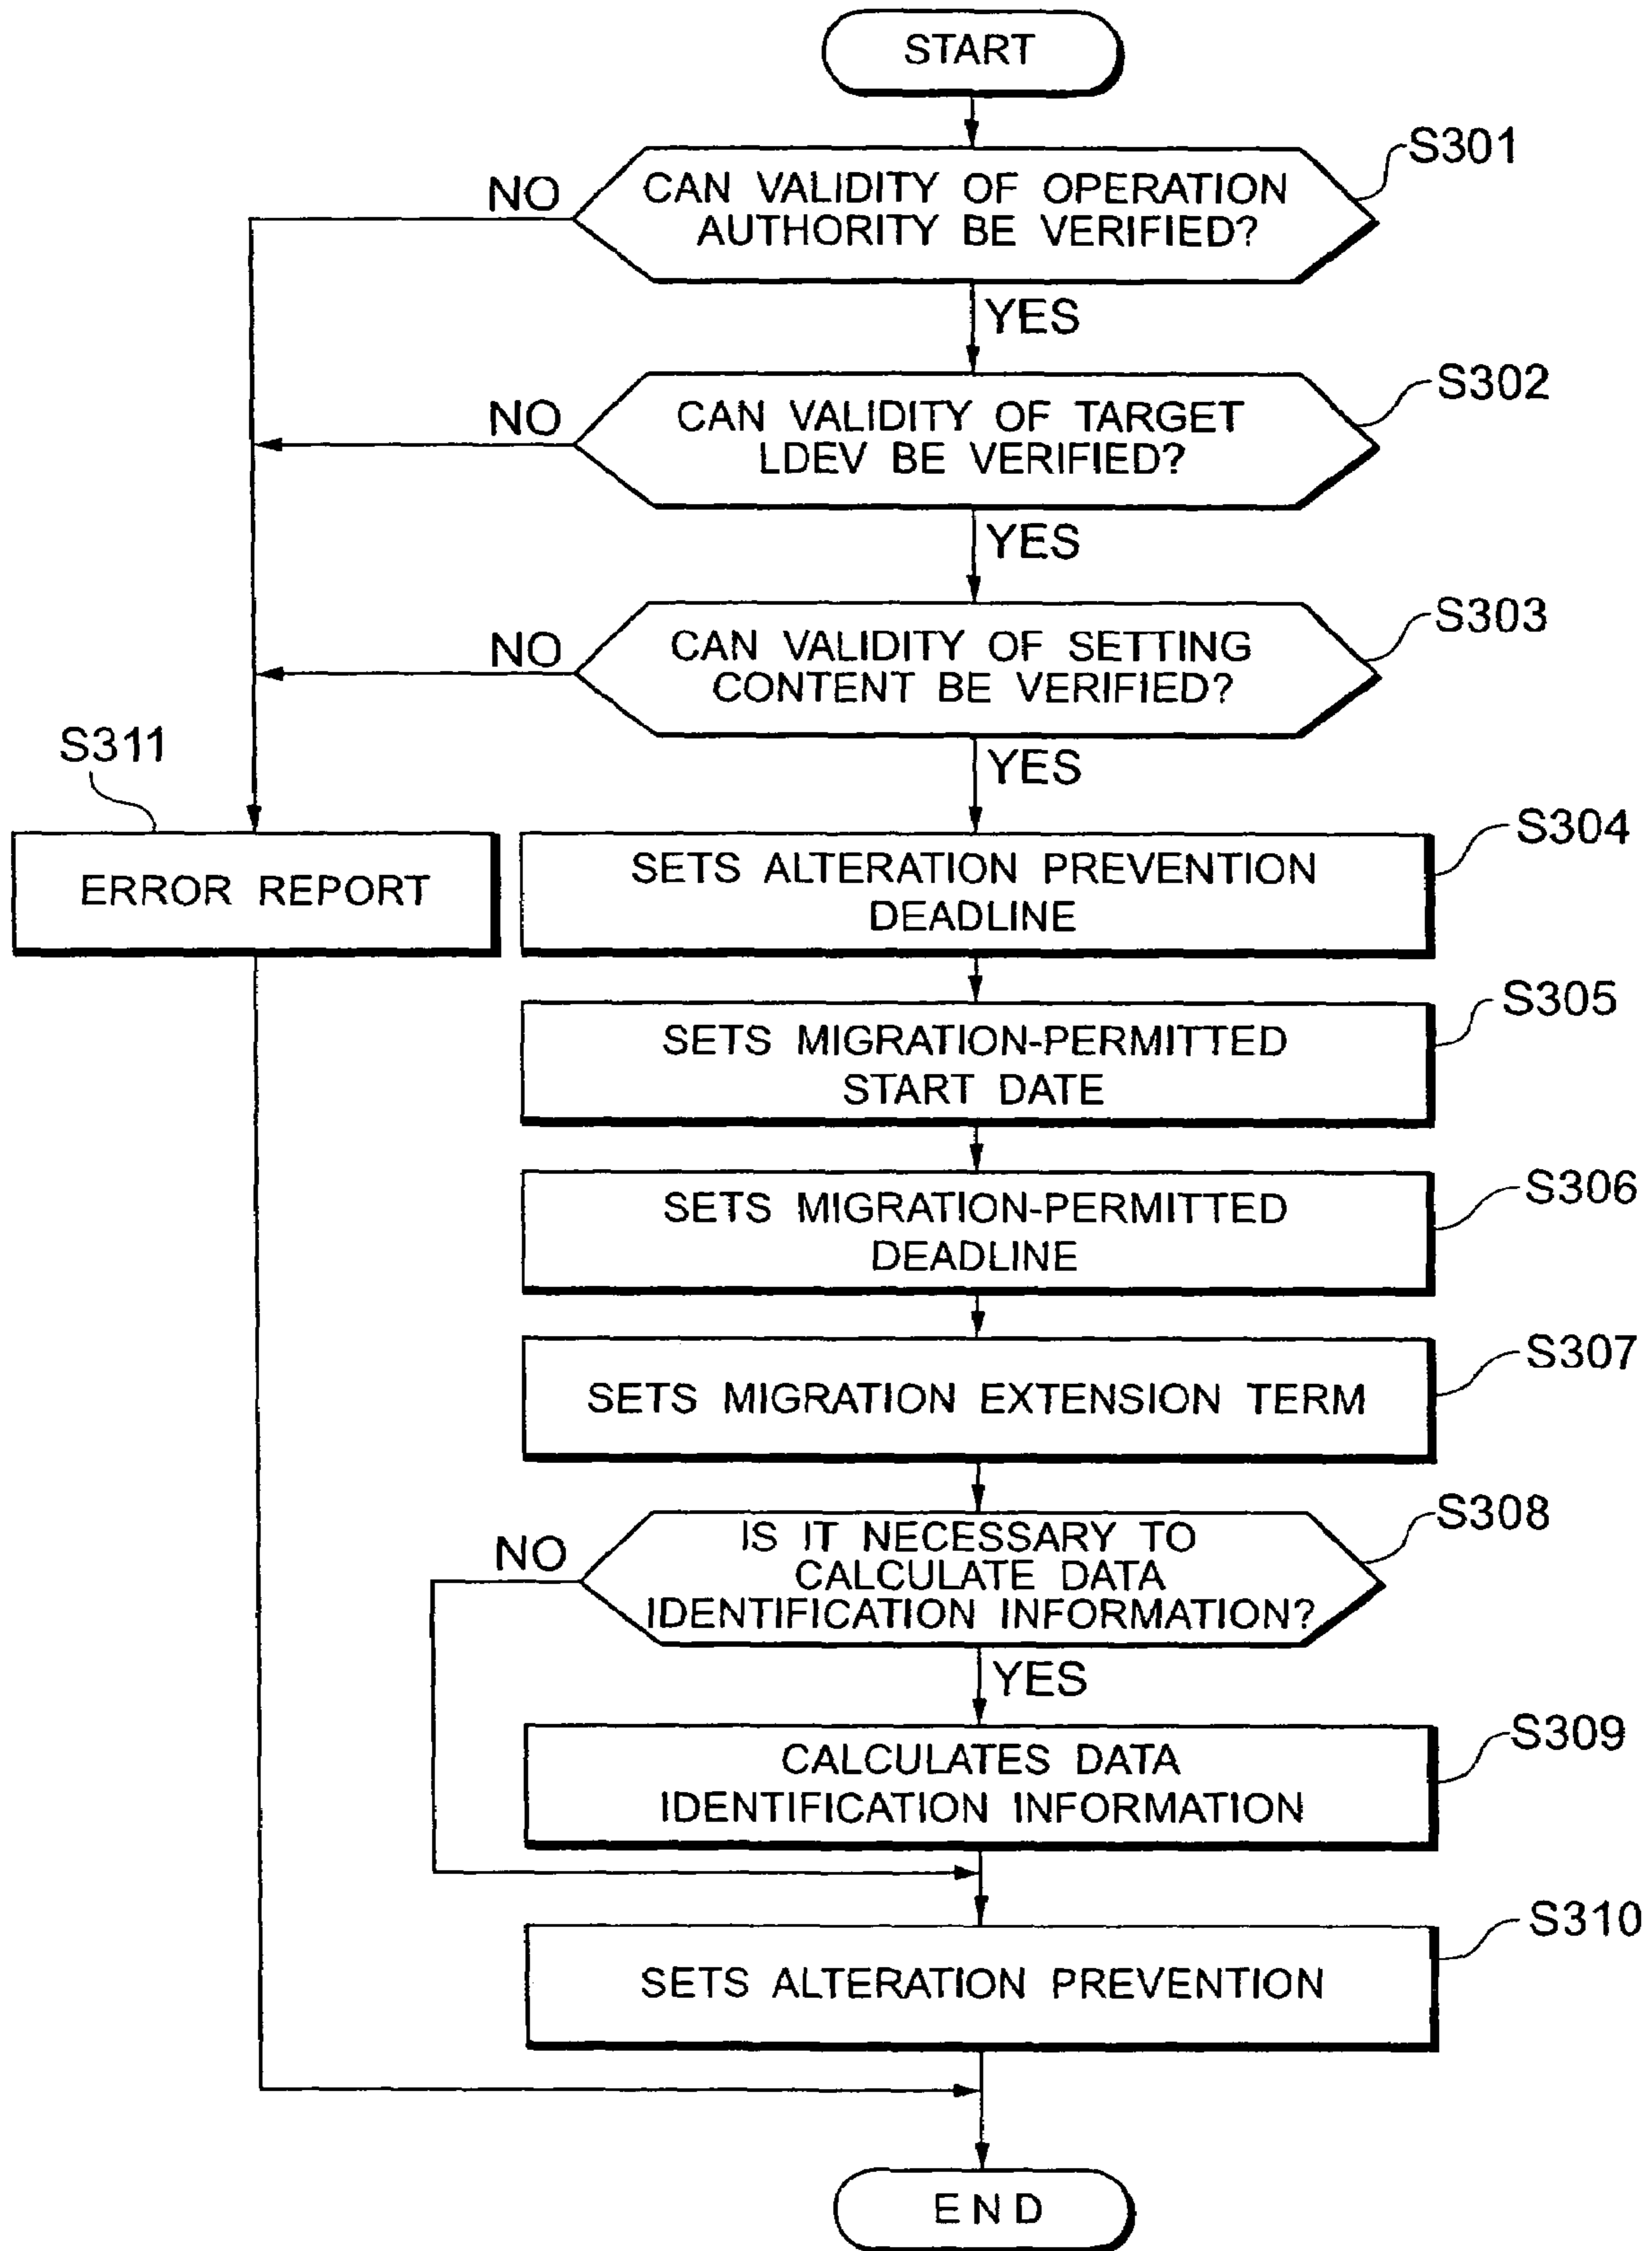 START
S301
NO
CAN VALIDITY OF OPERATION
AUTHORITY BE VERIFIED?
YES
S302
NO
CAN VALIDITY OF TARGET
LDEV BE VERIFIED?
YES
S303
NO
CAN VALIDITY OF SETTING
CONTENT BE VERIFIED?
YES
S311
ERROR REPORT
S304
SETS ALTERATION PREVENTION
DEADLINE
S305
SETS MIGRATION-PERMITTED
START DATE
S306
SETS MIGRATION-PERMITTED
DEADLINE
S307
SETS MIGRATION EXTENSION TERM
S308
NO
IS IT NECESSARY TO
CALCULATE DATA
IDENTIFICATION INFORMATION?
YES
S309
CALCULATES DATA
IDENTIFICATION INFORMATION
S310
SETS ALTERATION PREVENTION
END